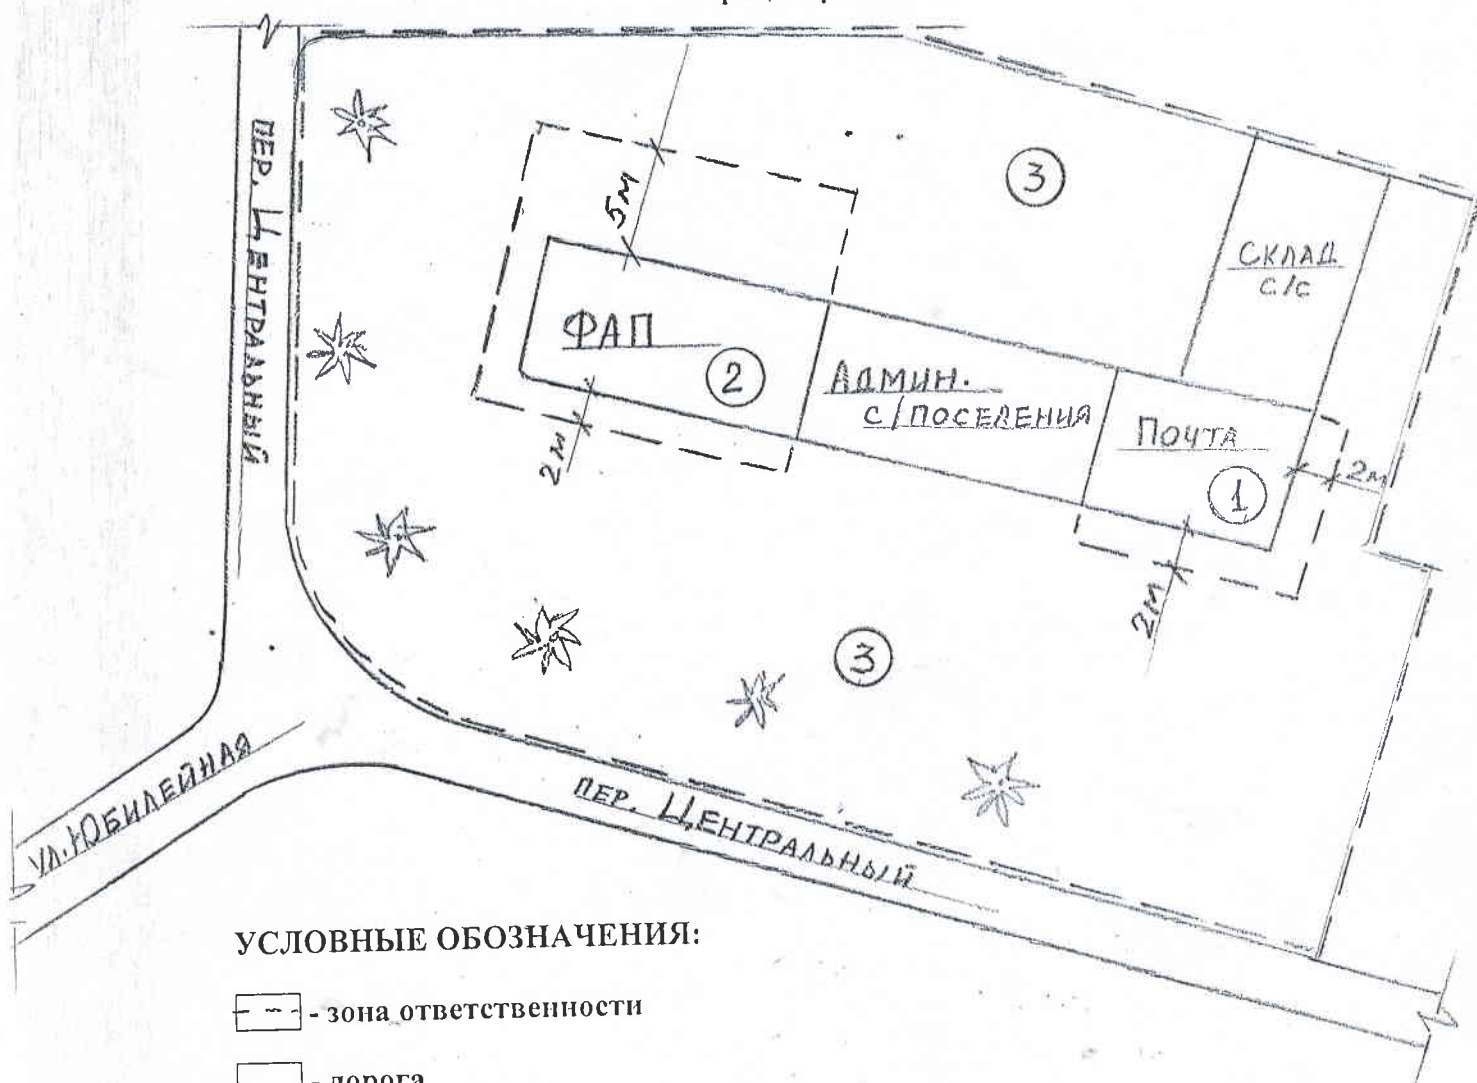 ПЕР. ЦЕНТРАЛЬНЫЙ
5м
3
СКЛАД
С/С
ФАП
2
АДМИН.
С/ПОСЕЛЕНИЯ
ПОЧТА
1
2м
2м
2м
3
УЛ. ЮБИЛЕЙНАЯ
ПЕР. ЦЕНТРАЛЬНЫЙ
УСЛОВНЫЕ ОБОЗНАЧЕНИЯ:
- зона ответственности
- дорога